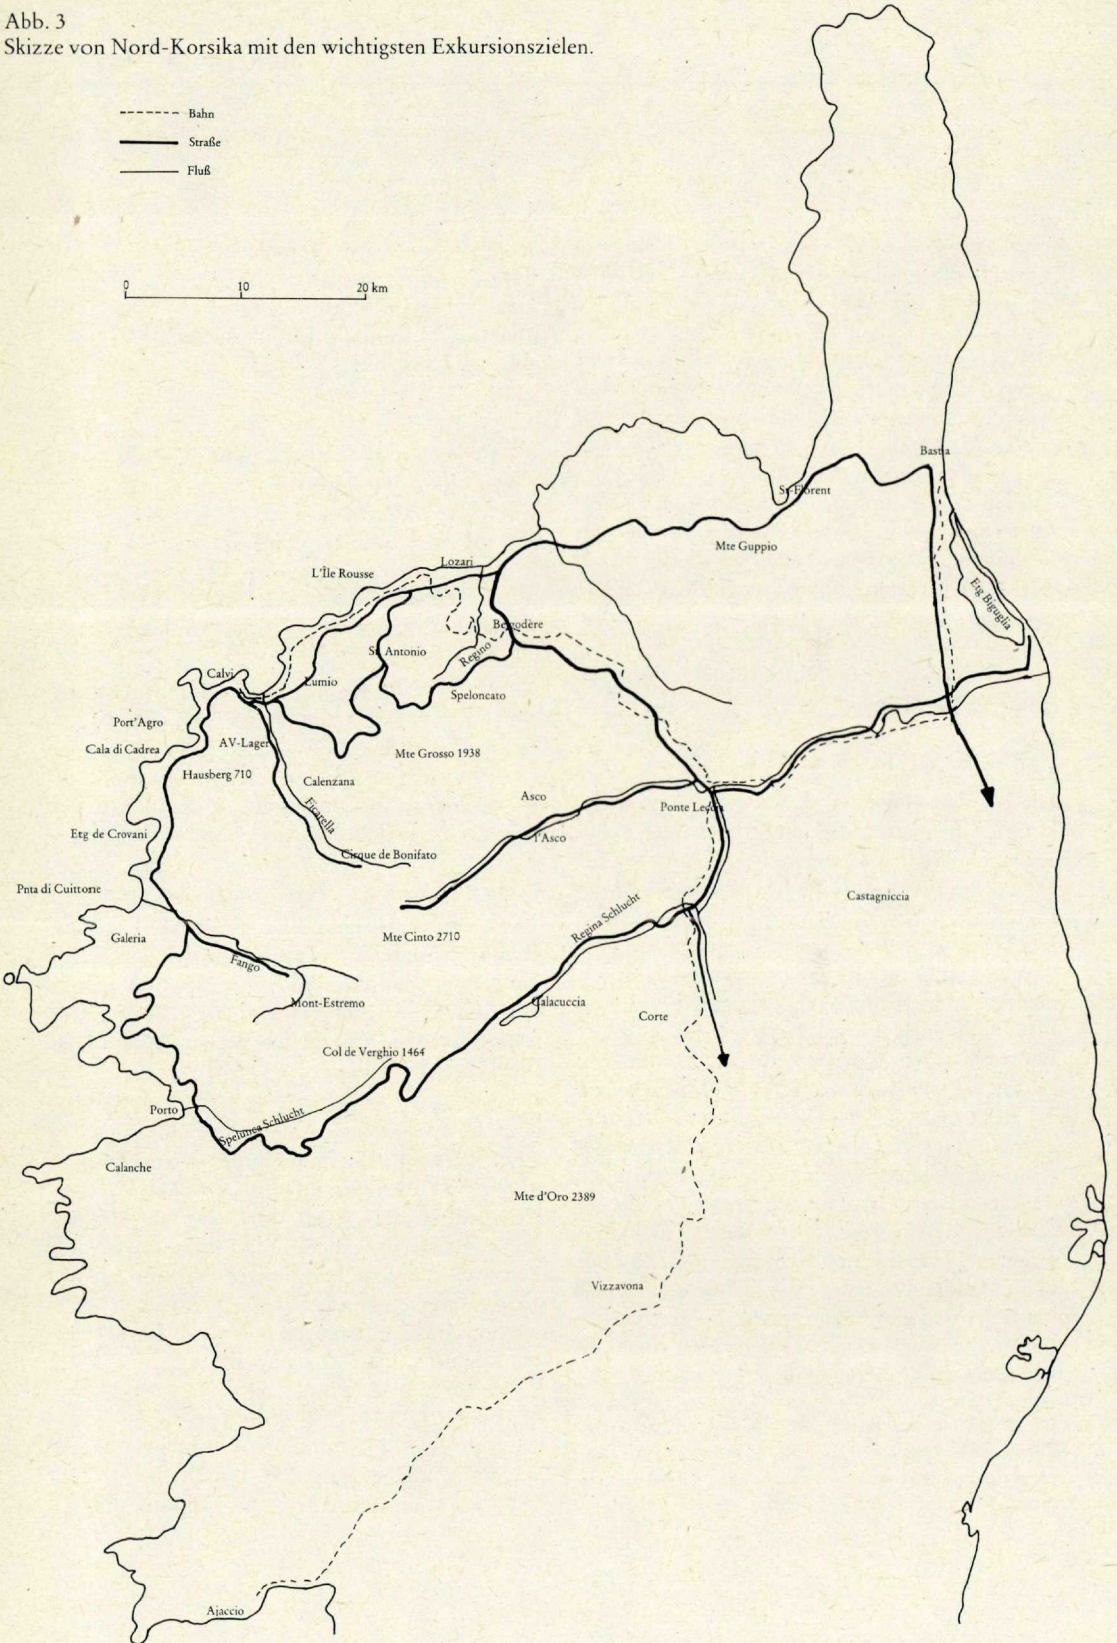 Abb. 3
Skizze von Nord-Korsika mit den wichtigsten Exkursionszielen.
Bahn
Straße
Fluß
0 10 20 km
Bastia
St-Florent
Mte Guppio
Lozari
L'Île Rousse
Etg Biguglia
Belgodère
St Antonio
Regino
Calvi
Lumio
Speloncato
Port'Agro
AV-Lager
Cala di Cadrea
Mte Grosso 1938
Hausberg 710
Calenzana
Asco
Ficarella
Ponte Leccia
Etg de Crovani
l'Asco
Cirque de Bonifato
Pnta di Cuittone
Castagniccia
Regina Schlucht
Galeria
Mte Cinto 2710
Fango
Mont-Estremo
Calacuccia
Corte
Col de Verghio 1464
Porto
Spelunca Schlucht
Calanche
Mte d'Oro 2389
Vizzavona
Ajaccio